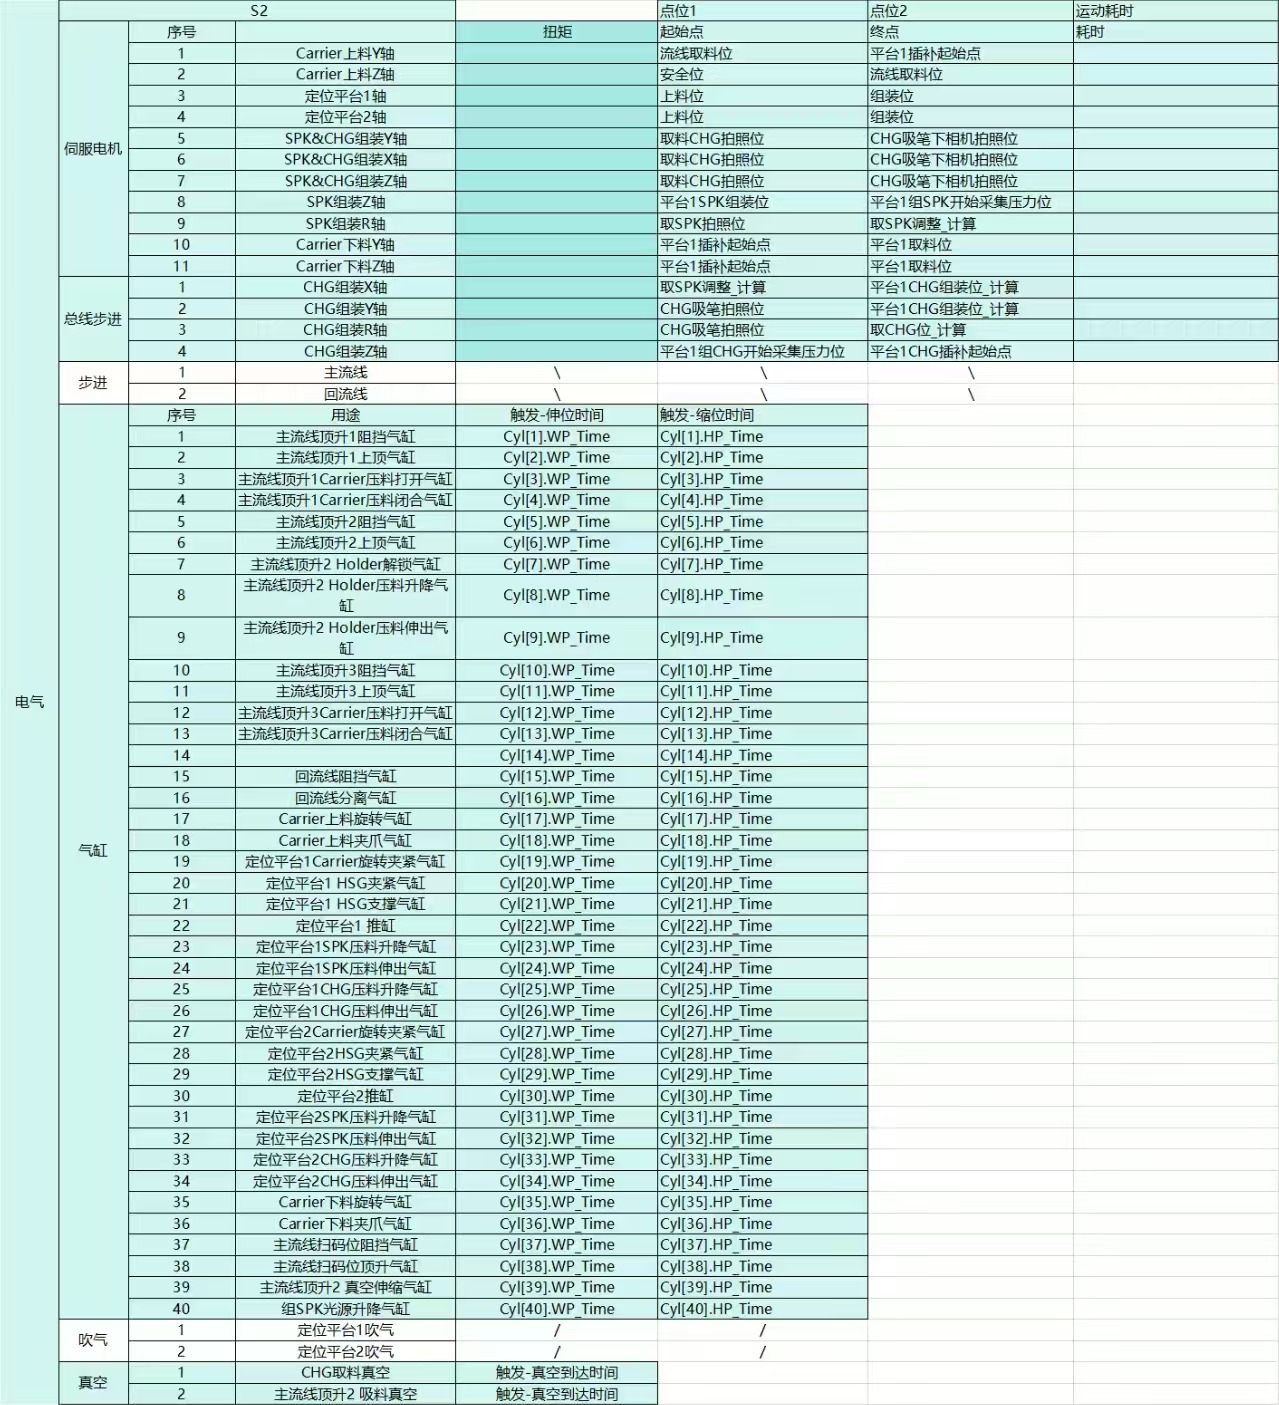 S2 点位1 点位2 运动耗时
序号 扭矩 起始点 终点 耗时
1 Carrier上料Y轴 流线取料位 平台1插补起始点
2 Carrier上料Z轴 安全位 流线取料位
3 定位平台1轴 上料位 组装位
4 定位平台2轴 上料位 组装位
5 SPK&CHG组装Y轴 取料CHG拍照位 CHG吸笔下相机拍照位
伺服电机
6 SPK&CHG组装X轴 取料CHG拍照位 CHG吸笔下相机拍照位
7 SPK&CHG组装Z轴 取料CHG拍照位 CHG吸笔下相机拍照位
8 SPK组装Z轴 平台1SPK组装位 平台1组SPK开始采集压力位
9 SPK组装R轴 取SPK拍照位 取SPK调整_计算
10 Carrier下料Y轴 平台1插补起始点 平台1取料位
11 Carrier下料Z轴 平台1插补起始点 平台1取料位
1 CHG组装X轴 取SPK调整_计算 平台1CHG组装位_计算
2 CHG组装Y轴 CHG吸笔拍照位 平台1CHG组装位_计算
总线步进
3 CHG组装R轴 CHG吸笔拍照位 取CHG位_计算
4 CHG组装Z轴 平台1组CHG开始采集压力位 平台1CHG插补起始点
1 主流线 \ \ \
步进
2 回流线 \ \ \
序号 用途 触发-伸位时间 触发-缩位时间
1 主流线顶升1阻挡气缸 Cyl[1].WP_Time Cyl[1].HP_Time
2 主流线顶升1上顶气缸 Cyl[2].WP_Time Cyl[2].HP_Time
3 主流线顶升1Carrier压料打开气缸 Cyl[3].WP_Time Cyl[3].HP_Time
4 主流线顶升1Carrier压料闭合气缸 Cyl[4].WP_Time Cyl[4].HP_Time
5 主流线顶升2阻挡气缸 Cyl[5].WP_Time Cyl[5].HP_Time
6 主流线顶升2上顶气缸 Cyl[6].WP_Time Cyl[6].HP_Time
7 主流线顶升2 Holder解锁气缸 Cyl[7].WP_Time Cyl[7].HP_Time
8 主流线顶升2 Holder压料升降气
缸 Cyl[8].WP_Time Cyl[8].HP_Time
9 主流线顶升2 Holder压料伸出气
缸 Cyl[9].WP_Time Cyl[9].HP_Time
10 主流线顶升3阻挡气缸 Cyl[10].WP_Time Cyl[10].HP_Time
11 主流线顶升3上顶气缸 Cyl[11].WP_Time Cyl[11].HP_Time
电气
12 主流线顶升3Carrier压料打开气缸 Cyl[12].WP_Time Cyl[12].HP_Time
13 主流线顶升3Carrier压料闭合气缸 Cyl[13].WP_Time Cyl[13].HP_Time
14 Cyl[14].WP_Time Cyl[14].HP_Time
15 回流线阻挡气缸 Cyl[15].WP_Time Cyl[15].HP_Time
16 回流线分离气缸 Cyl[16].WP_Time Cyl[16].HP_Time
17 Carrier上料旋转气缸 Cyl[17].WP_Time Cyl[17].HP_Time
18 Carrier上料夹爪气缸 Cyl[18].WP_Time Cyl[18].HP_Time
气缸
19 定位平台1Carrier旋转夹紧气缸 Cyl[19].WP_Time Cyl[19].HP_Time
20 定位平台1 HSG夹紧气缸 Cyl[20].WP_Time Cyl[20].HP_Time
21 定位平台1 HSG支撑气缸 Cyl[21].WP_Time Cyl[21].HP_Time
22 定位平台1 推缸 Cyl[22].WP_Time Cyl[22].HP_Time
23 定位平台1SPK压料升降气缸 Cyl[23].WP_Time Cyl[23].HP_Time
24 定位平台1SPK压料伸出气缸 Cyl[24].WP_Time Cyl[24].HP_Time
25 定位平台1CHG压料升降气缸 Cyl[25].WP_Time Cyl[25].HP_Time
26 定位平台1CHG压料伸出气缸 Cyl[26].WP_Time Cyl[26].HP_Time
27 定位平台2Carrier旋转夹紧气缸 Cyl[27].WP_Time Cyl[27].HP_Time
28 定位平台2HSG夹紧气缸 Cyl[28].WP_Time Cyl[28].HP_Time
29 定位平台2HSG支撑气缸 Cyl[29].WP_Time Cyl[29].HP_Time
30 定位平台2推缸 Cyl[30].WP_Time Cyl[30].HP_Time
31 定位平台2SPK压料升降气缸 Cyl[31].WP_Time Cyl[31].HP_Time
32 定位平台2SPK压料伸出气缸 Cyl[32].WP_Time Cyl[32].HP_Time
33 定位平台2CHG压料升降气缸 Cyl[33].WP_Time Cyl[33].HP_Time
34 定位平台2CHG压料伸出气缸 Cyl[34].WP_Time Cyl[34].HP_Time
35 Carrier下料旋转气缸 Cyl[35].WP_Time Cyl[35].HP_Time
36 Carrier下料夹爪气缸 Cyl[36].WP_Time Cyl[36].HP_Time
37 主流线扫码位阻挡气缸 Cyl[37].WP_Time Cyl[37].HP_Time
38 主流线扫码位顶升气缸 Cyl[38].WP_Time Cyl[38].HP_Time
39 主流线顶升2 真空伸缩气缸 Cyl[39].WP_Time Cyl[39].HP_Time
40 组SPK光源升降气缸 Cyl[40].WP_Time Cyl[40].HP_Time
1 定位平台1吹气 / /
吹气
2 定位平台2吹气 / /
1 CHG取料真空 触发-真空到达时间
真空
2 主流线顶升2 吸料真空 触发-真空到达时间